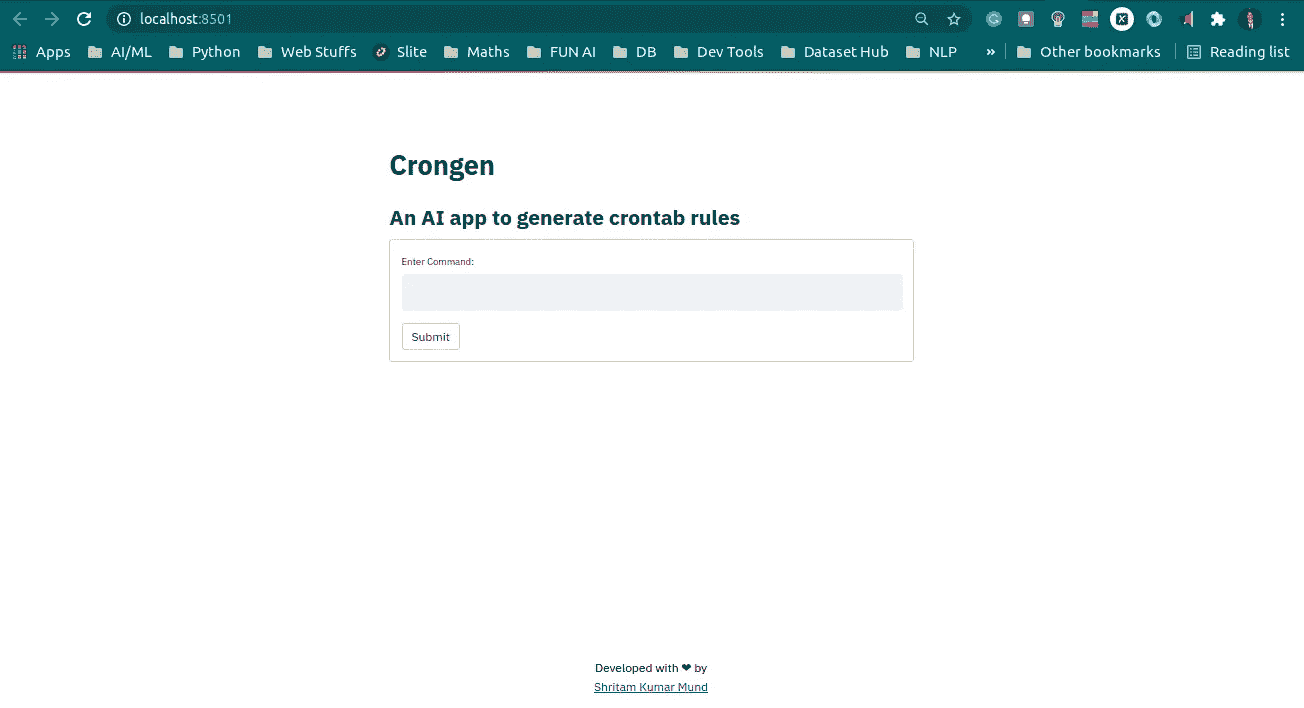 localhost:8501
Apps AI/ML Python Web Stuffs Slite Maths FUN AI DB Dev Tools Dataset Hub NLP » Other bookmarks Reading list
Crongen
An AI app to generate crontab rules
Enter Command:
Submit
Developed with ❤ by
Shritam Kumar Mund